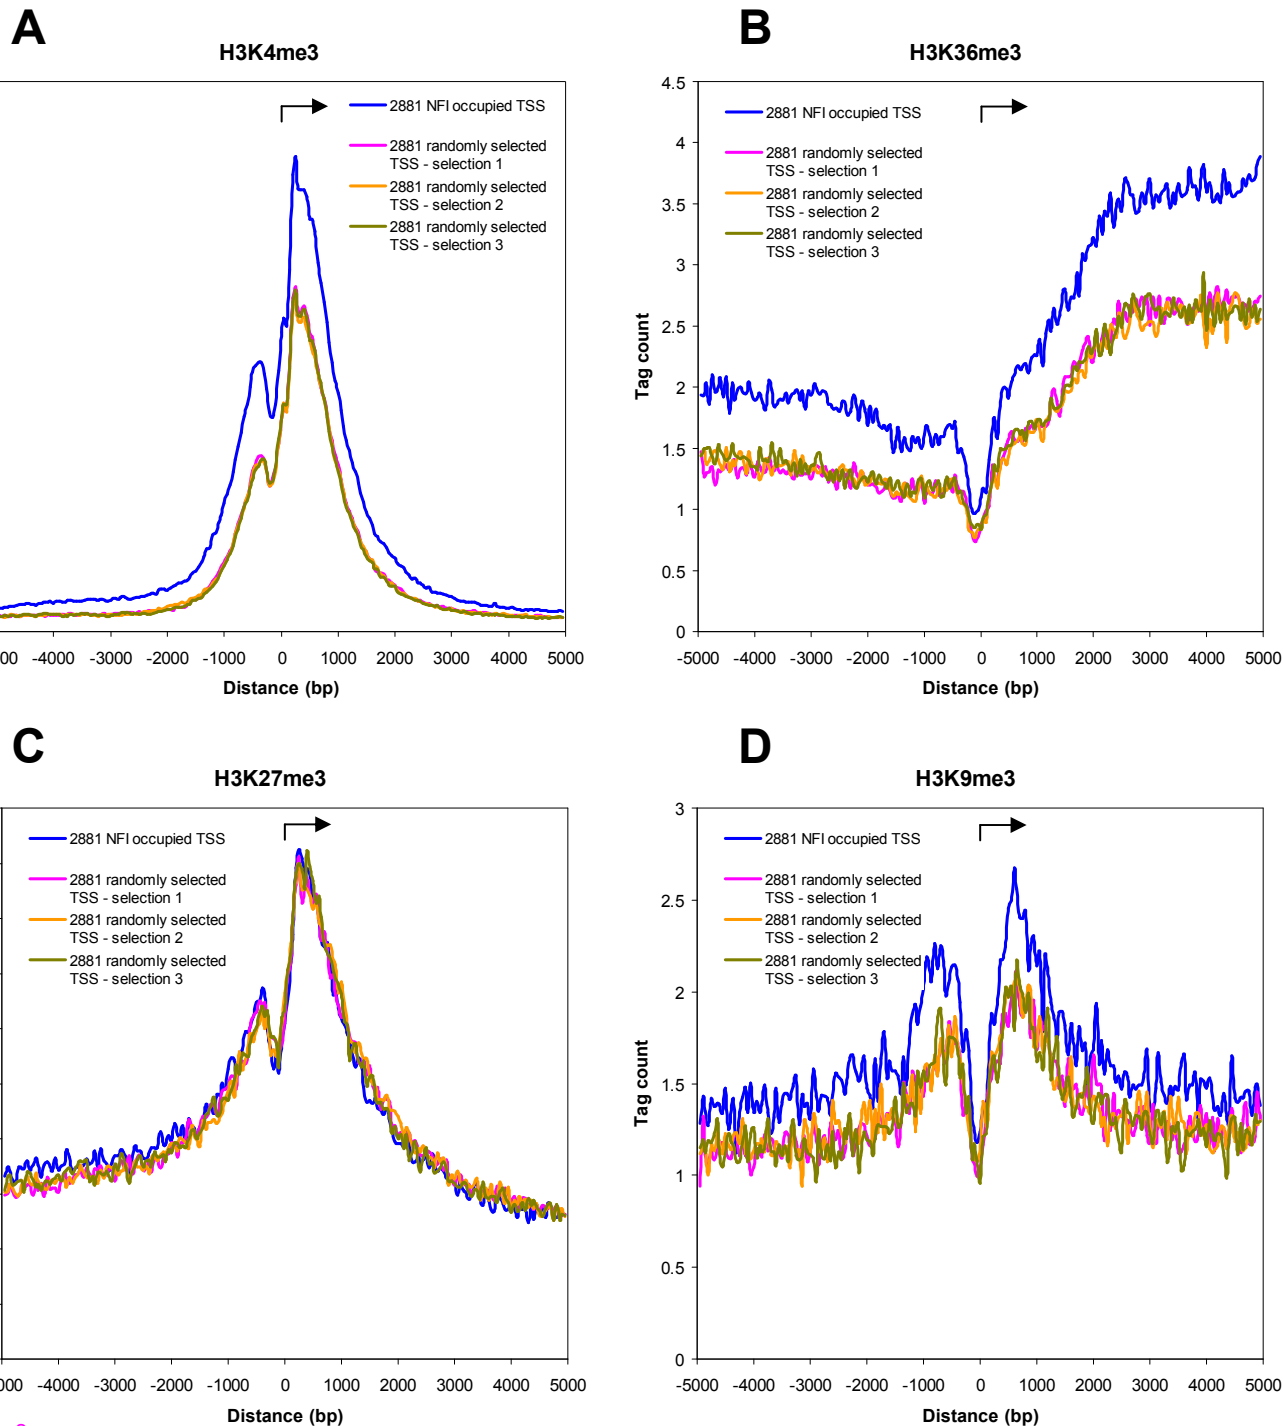 A
H3K4me3
2881 NFI occupied TSS
2881 randomly selected
TSS - selection 1
2881 randomly selected
TSS - selection 2
2881 randomly selected
TSS - selection 3
-4000 -3000 -2000 -1000 0 1000 2000 3000 4000 5000
Distance (bp)
B
H3K36me3
4.5
4
3.5
3
2.5
2
1.5
1
0.5
0
Tag count
2881 NFI occupied TSS
2881 randomly selected
TSS - selection 1
2881 randomly selected
TSS - selection 2
2881 randomly selected
TSS - selection 3
-5000 -4000 -3000 -2000 -1000 0 1000 2000 3000 4000 5000
Distance (bp)
C
H3K27me3
2881 NFI occupied TSS
2881 randomly selected
TSS - selection 1
2881 randomly selected
TSS - selection 2
2881 randomly selected
TSS - selection 3
-4000 -3000 -2000 -1000 0 1000 2000 3000 4000 5000
Distance (bp)
D
H3K9me3
3
2.5
2
1.5
1
0.5
0
Tag count
2881 NFI occupied TSS
2881 randomly selected
TSS - selection 1
2881 randomly selected
TSS - selection 2
2881 randomly selected
TSS - selection 3
-5000 -4000 -3000 -2000 -1000 0 1000 2000 3000 4000 5000
Distance (bp)